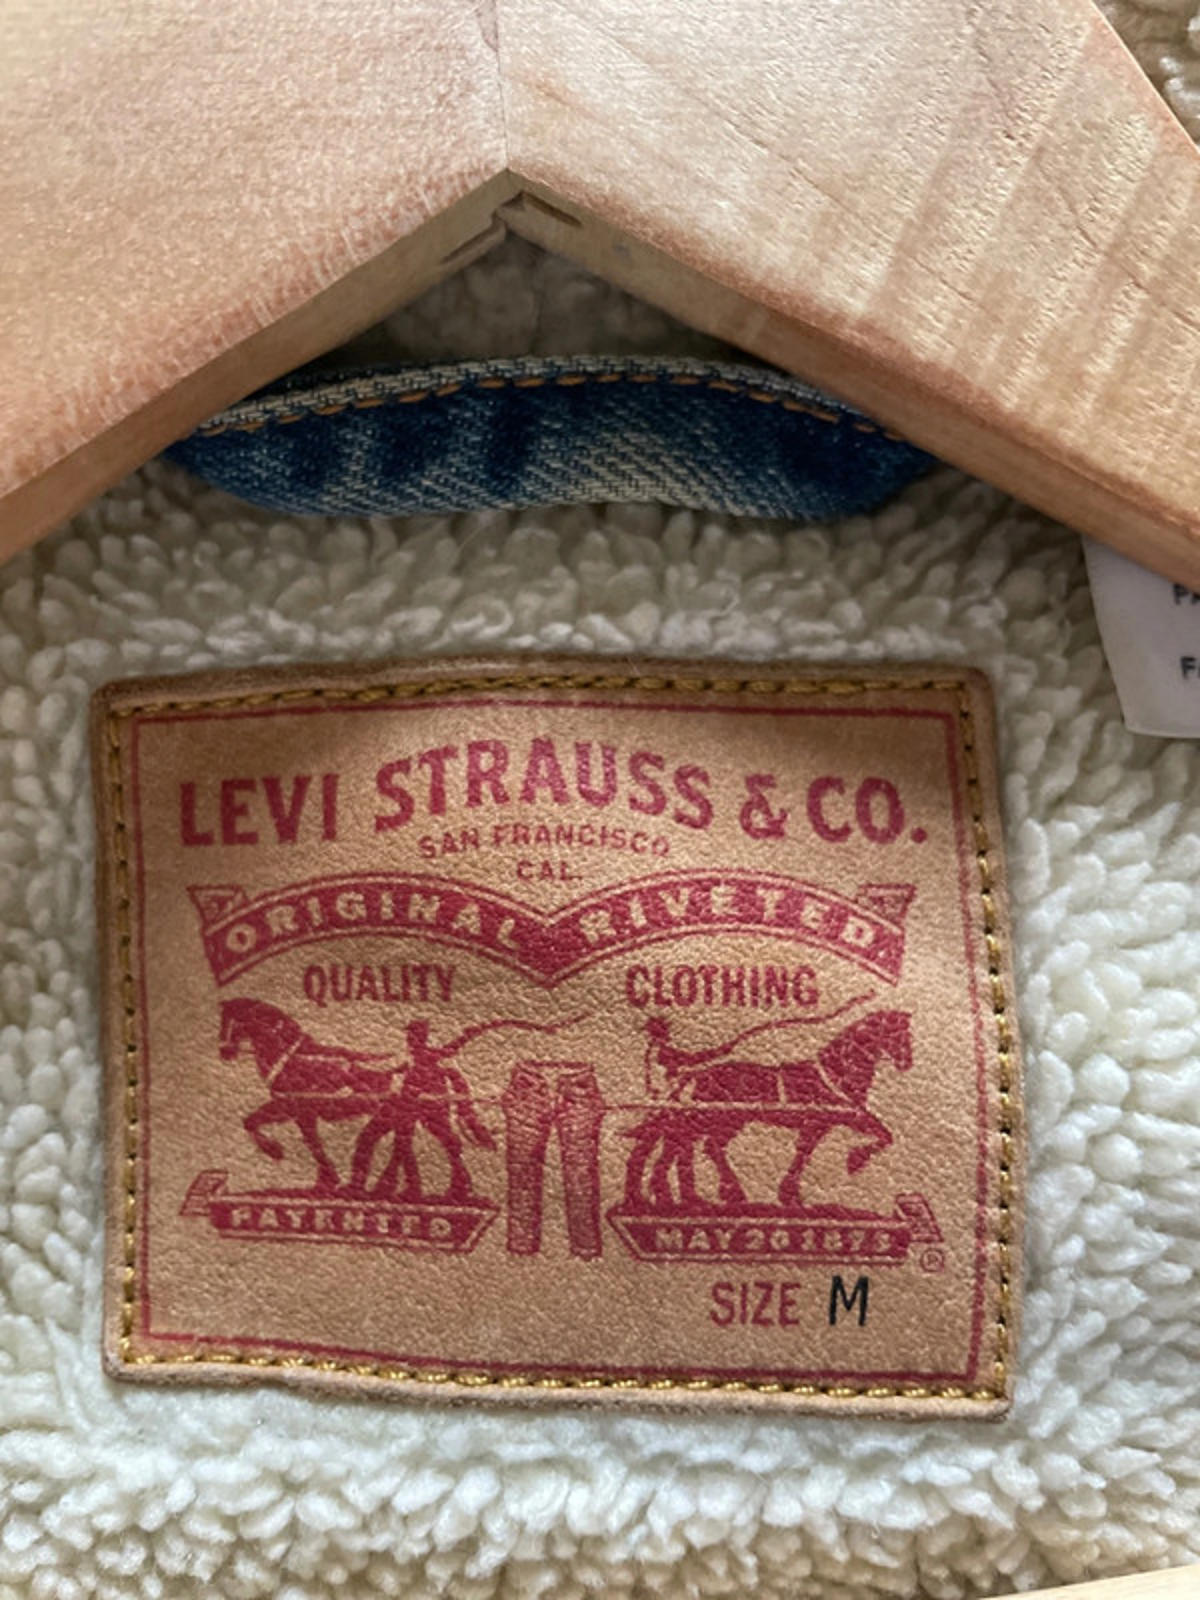 LEVI STRAUSS & CO.
SAN FRANCISCO
CAL.
ORIGINAL RIVETED
QUALITY CLOTHING
PATENTED MAY 20 1873
®
SIZE M